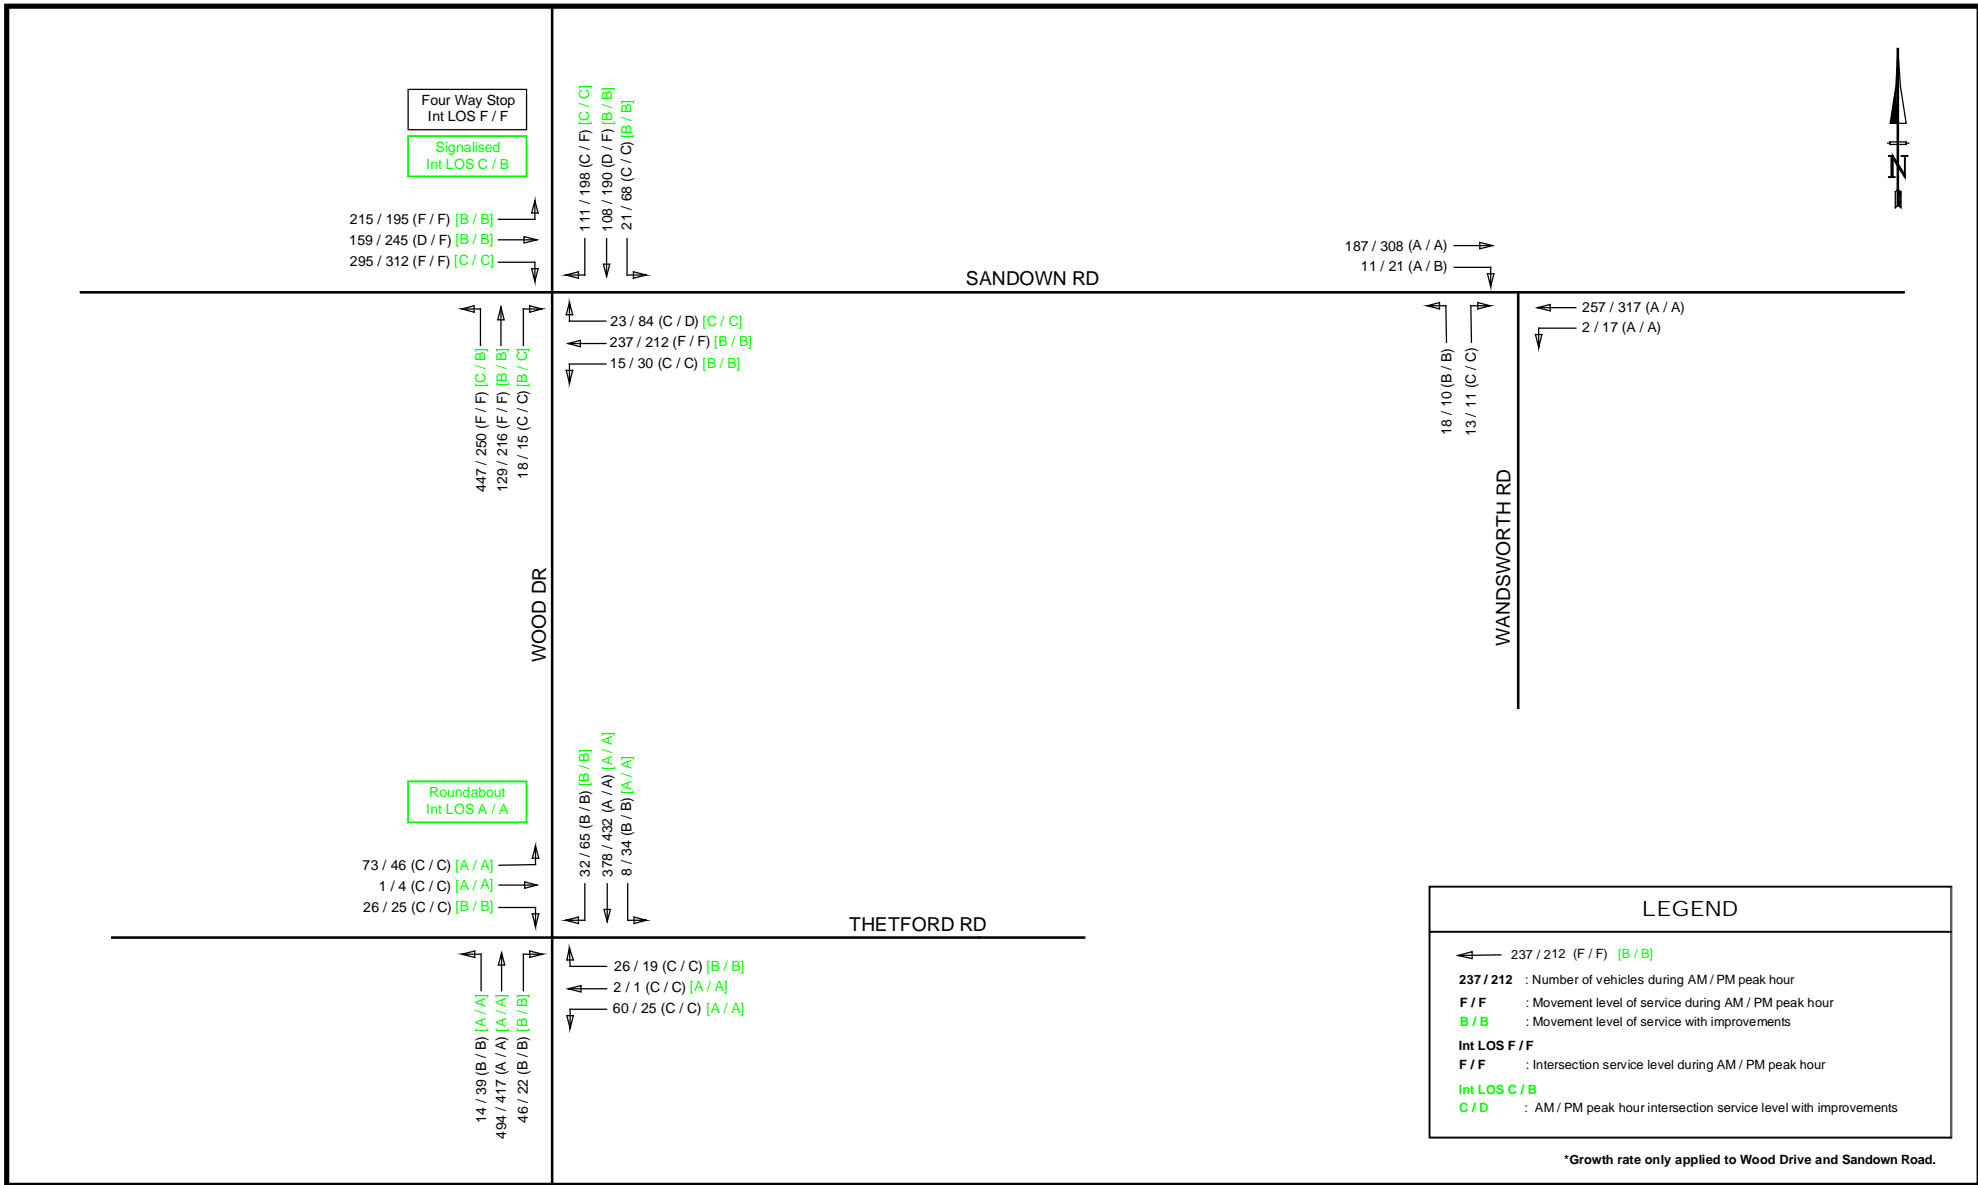 Four Way Stop
Int LOS F / F
Signalised
Int LOS C / B
111 / 198 (C / F) [C / C]
108 / 190 (D / F) [B / B]
21 / 68 (C / C) [B / B]
N
215 / 195 (F / F) [B / B]
159 / 245 (D / F) [B / B]
295 / 312 (F / F) [C / C]
187 / 308 (A / A)
11 / 21 (A / B)
SANDOWN RD
23 / 84 (C / D) [C / C]
237 / 212 (F / F) [B / B]
15 / 30 (C / C) [B / B]
257 / 317 (A / A)
2 / 17 (A / A)
447 / 250 (F / F) [C / B]
129 / 216 (F / F) [B / B]
18 / 15 (C / C) [B / C]
18 / 10 (B / B)
13 / 11 (C / C)
WOOD DR
WANDSWORTH RD
Roundabout
Int LOS A / A
32 / 65 (B / B) [B / B]
378 / 432 (A / A) [A / A]
8 / 34 (B / B) [A / A]
73 / 46 (C / C) [A / A]
1 / 4 (C / C) [A / A]
26 / 25 (C / C) [B / B]
THETFORD RD
26 / 19 (C / C) [B / B]
2 / 1 (C / C) [A / A]
60 / 25 (C / C) [A / A]
14 / 39 (B / B) [A / A]
494 / 417 (A / A) [A / A]
46 / 22 (B / B) [B / B]
LEGEND
237 / 212 (F / F) [B / B]
237 / 212 : Number of vehicles during AM / PM peak hour
F / F : Movement level of service during AM / PM peak hour
B / B : Movement level of service with improvements
Int LOS F / F
F / F : Intersection service level during AM / PM peak hour
Int LOS C / B
C / D : AM / PM peak hour intersection service level with improvements
*Growth rate only applied to Wood Drive and Sandown Road.